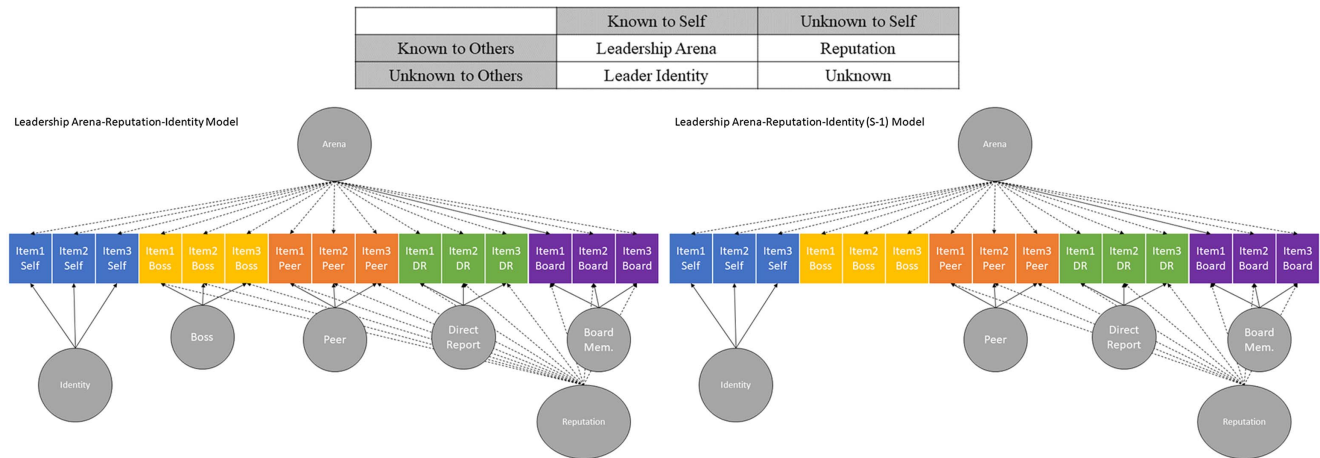 Known to Self Unknown to Self
Known to Others Leadership Arena Reputation
Unknown to Others Leader Identity Unknown
Leadership Arena-Reputation-Identity Model
Arena
Item1 Item2 Item3 Item1 Item2 Item3 Item1 Item2 Item3 Item1 Item2 Item3 Item1 Item2 Item3
Self Self Self Boss Boss Boss Peer Peer Peer DR DR DR Board Board Board
Boss
Peer
Direct
Report
Board
Mem.
Identity
Reputation
Leadership Arena-Reputation-Identity (S-1) Model
Arena
Item1 Item2 Item3 Item1 Item2 Item3 Item1 Item2 Item3 Item1 Item2 Item3 Item1 Item2 Item3
Self Self Self Boss Boss Boss Peer Peer Peer DR DR DR Board Board Board
Peer
Direct
Report
Board
Mem.
Identity
Reputation